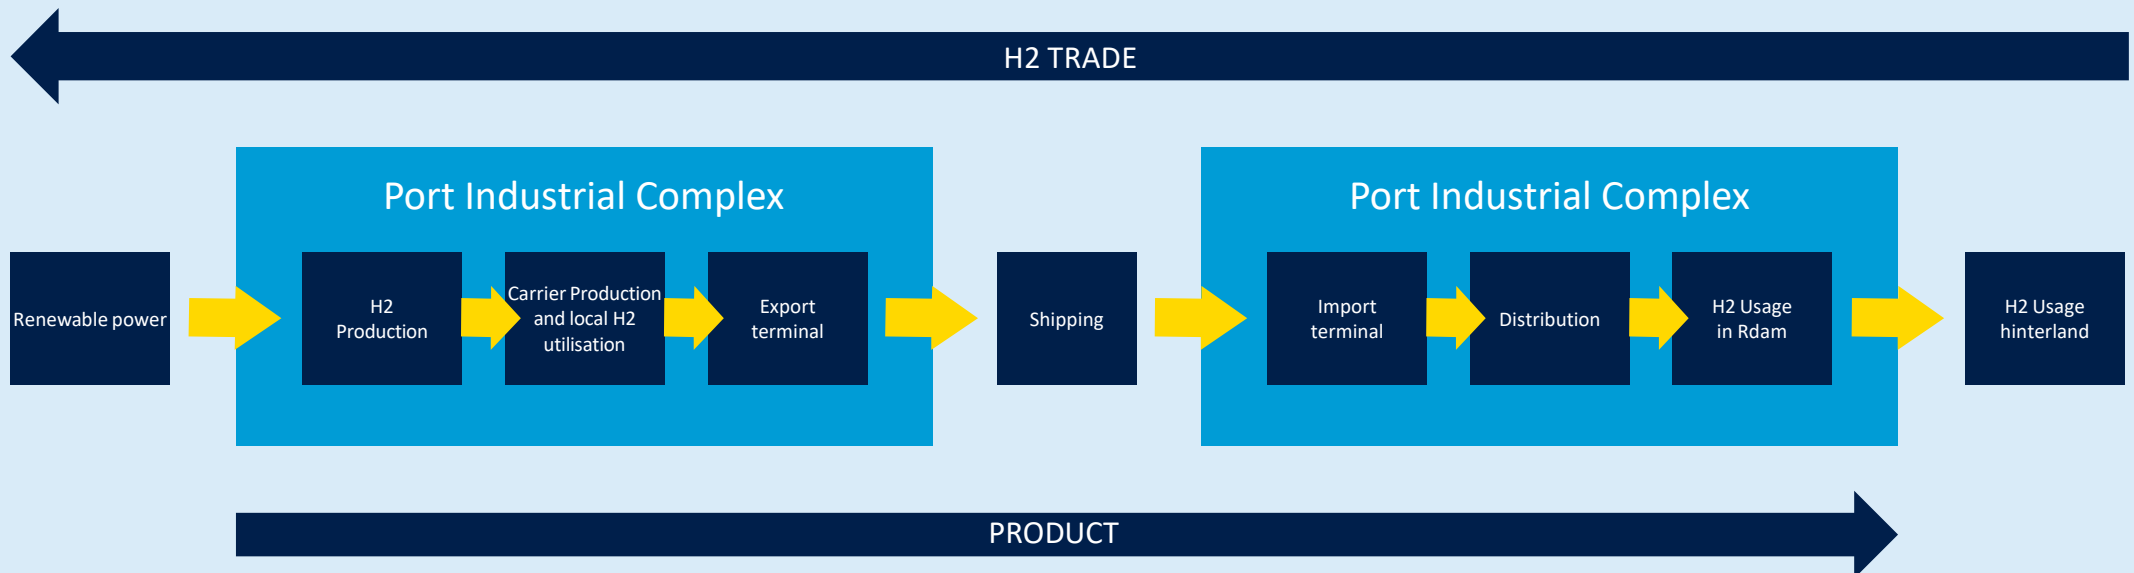 H2 TRADE
Port Industrial Complex
Port Industrial Complex
Renewable power
H2
Production
Carrier Production
and local H2
utilisation
Export
terminal
Shipping
Import
terminal
Distribution
H2 Usage
in Rdam
H2 Usage
hinterland
PRODUCT